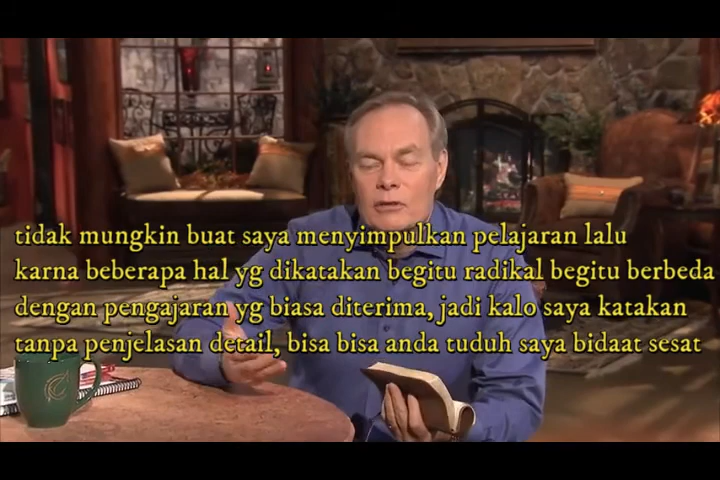 tidak mungkin buat saya menyimpulkan pelajaran lalu
karna beberapa hal yg dikatakan begitu radikal begitu berbeda
dengan pengajaran yg biasa diterima, jadi kalo saya katakan
tanpa penjelasan detail, bisa bisa anda tuduh saya bidaat sesat